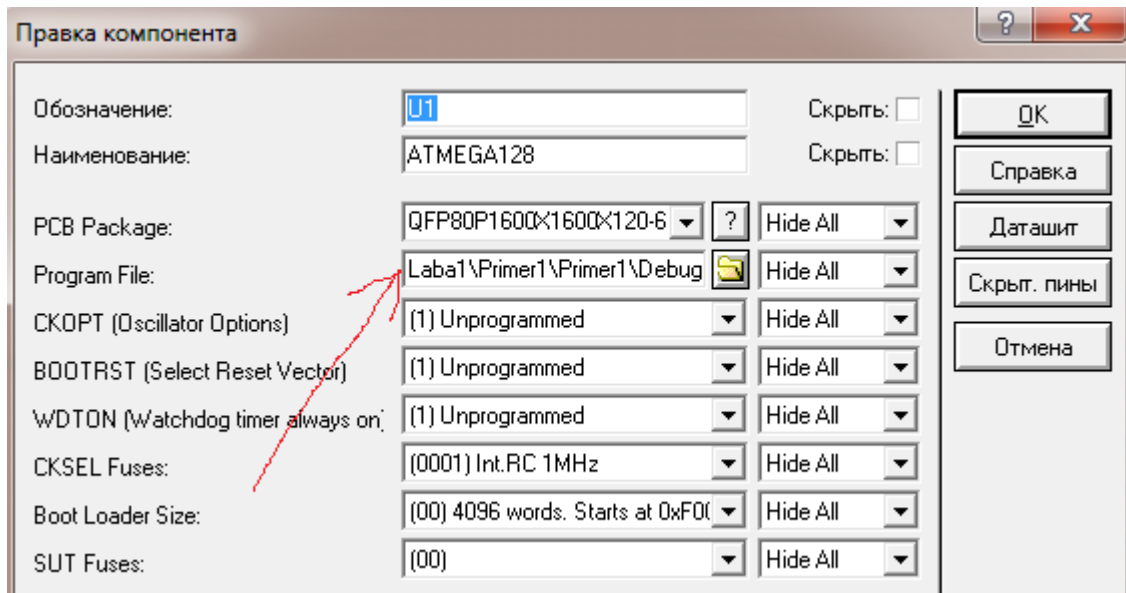 Правка компонента
? X
Обозначение: U1 Скрыть: OK
Наименование: ATMEGA128 Скрыть: Справка
PCB Package: QFP80P1600X1600X120-6 ? Hide All Даташит
Program File: Laba1\Primer1\Primer1\Debug Hide All Скрыт. пины
CKOPT (Oscillator Options) (1) Unprogrammed Hide All
BOOTRST (Select Reset Vector) (1) Unprogrammed Hide All Отмена
WDTON (Watchdog timer always on) (1) Unprogrammed Hide All
CKSEL Fuses: (0001) Int.RC 1MHz Hide All
Boot Loader Size: (00) 4096 words. Starts at 0xF00 Hide All
SUT Fuses: (00) Hide All